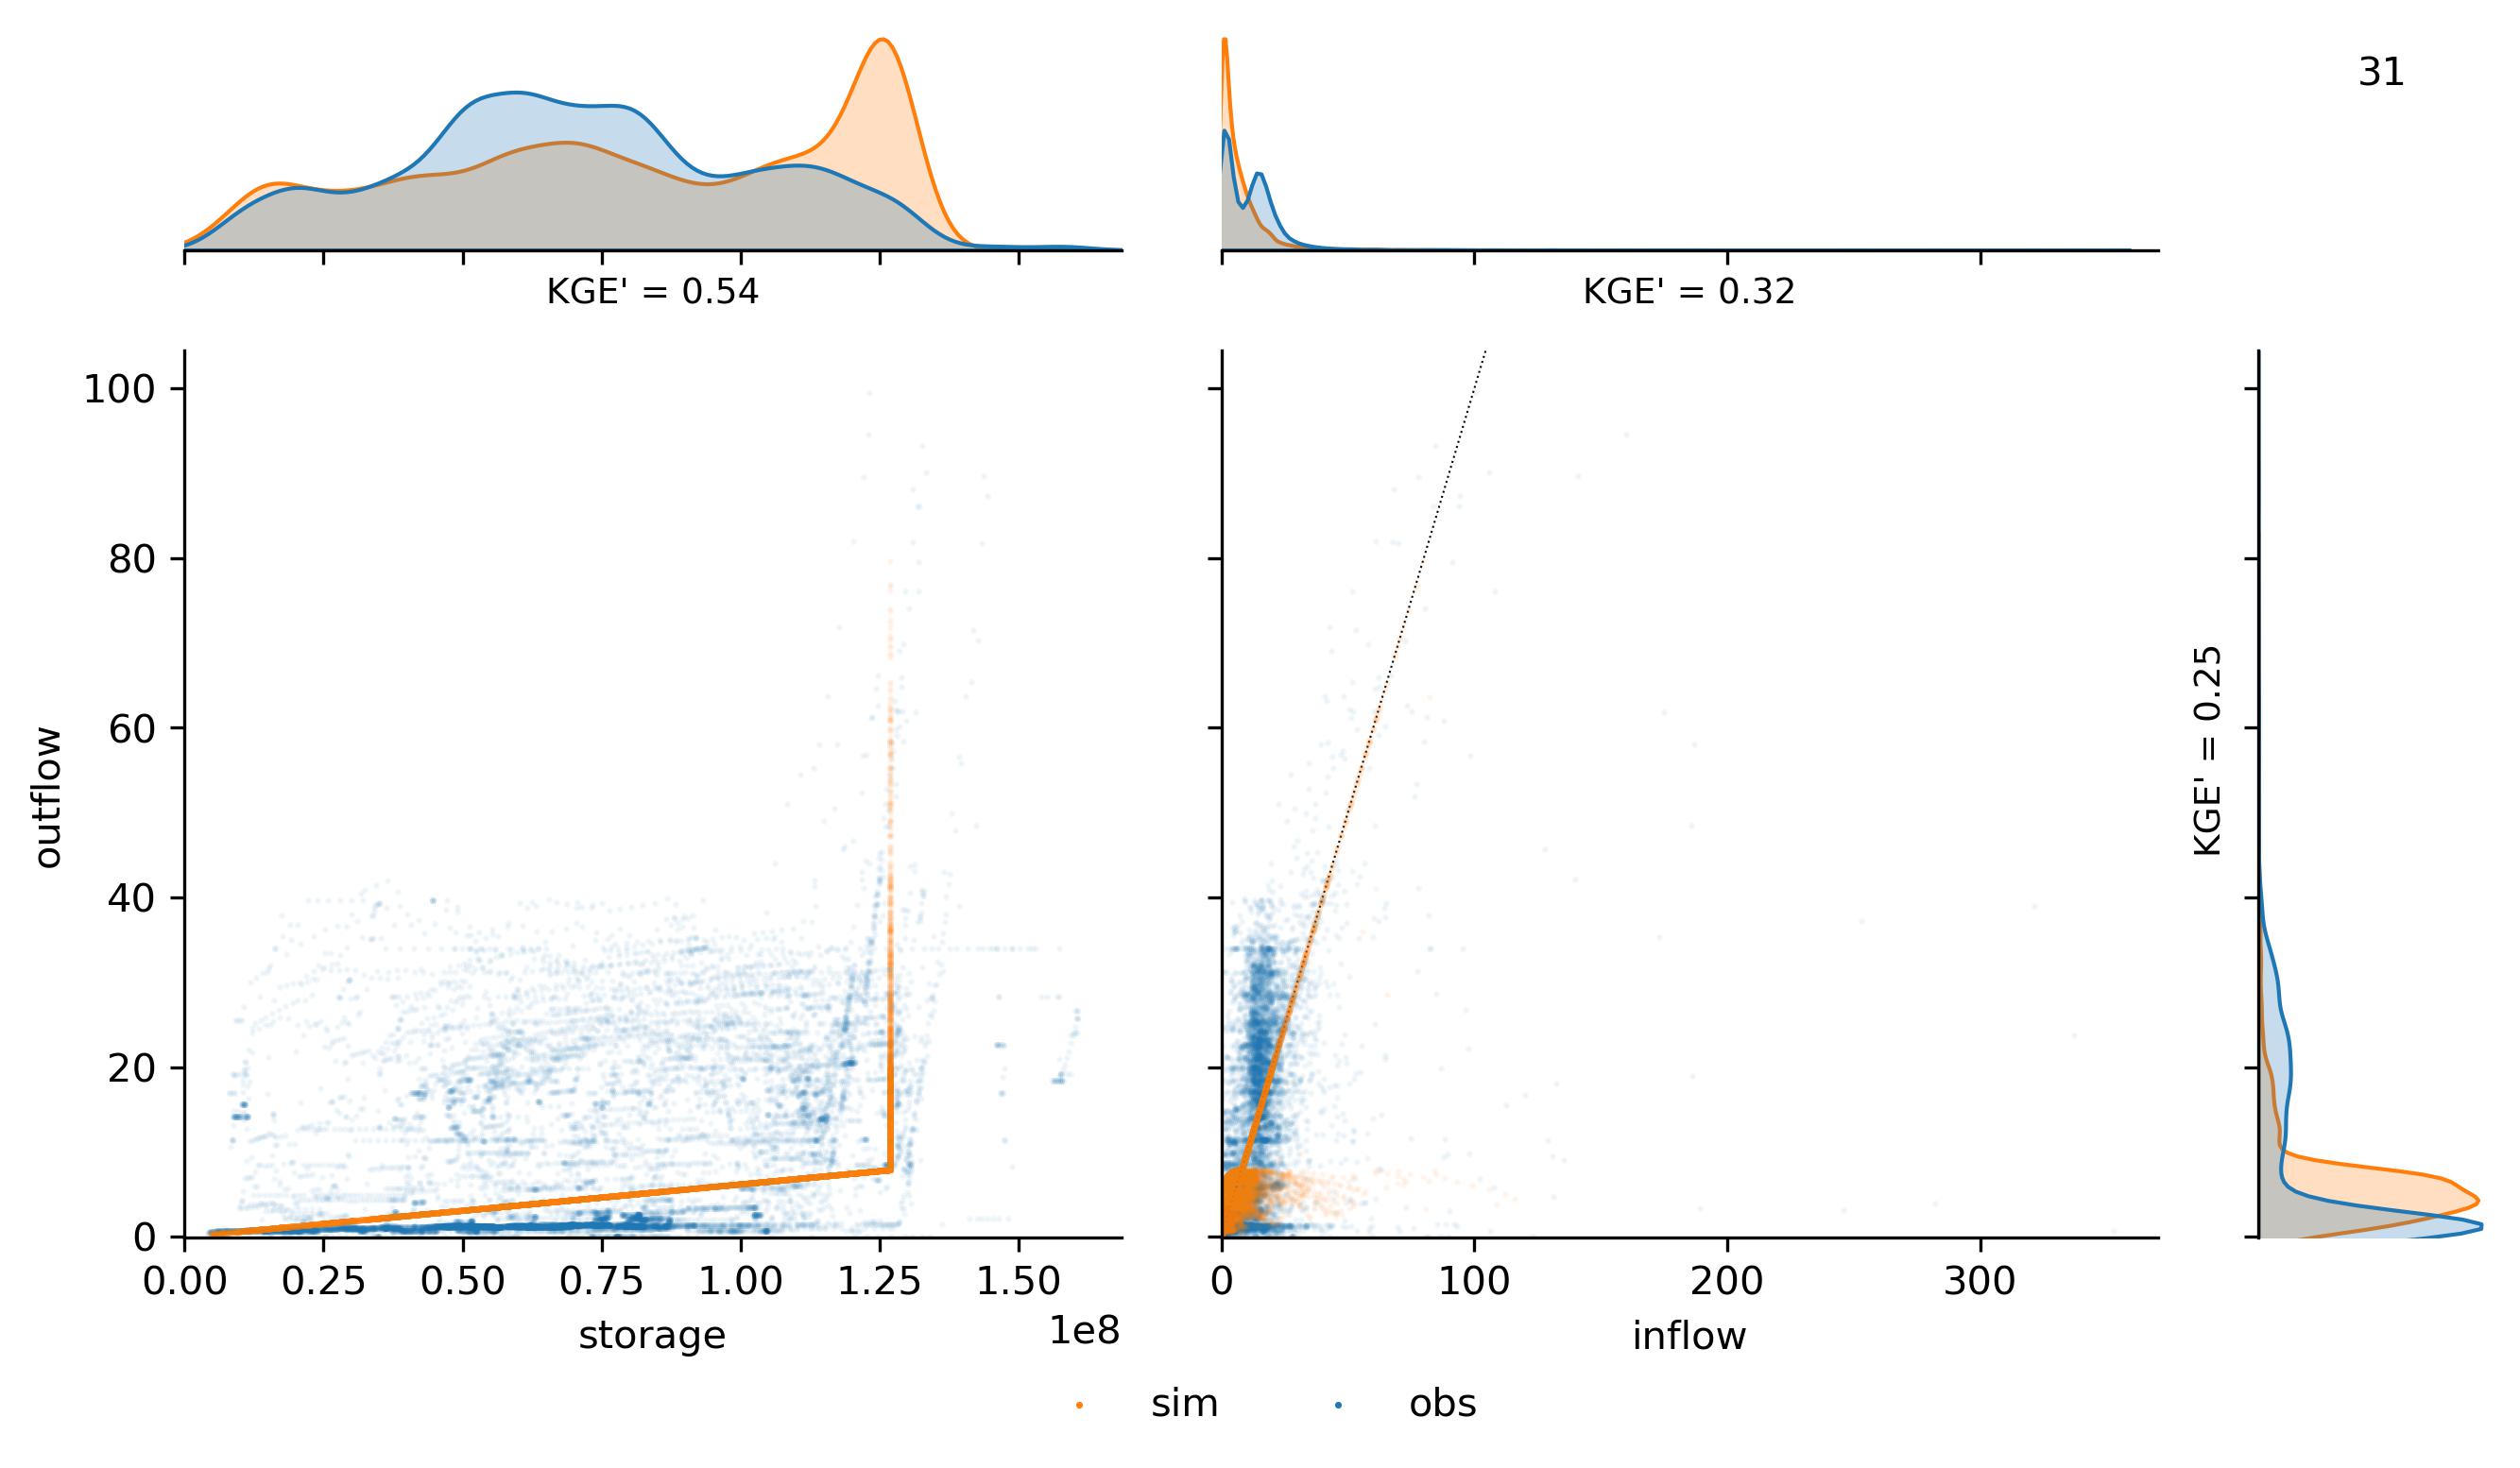 31
KGE' = 0.54
KGE' = 0.32
100
80
60
40
20
0
outflow
0.00 0.25 0.50 0.75 1.00 1.25 1.50
1e8
storage
0 100 200 300
inflow
KGE' = 0.25
sim obs